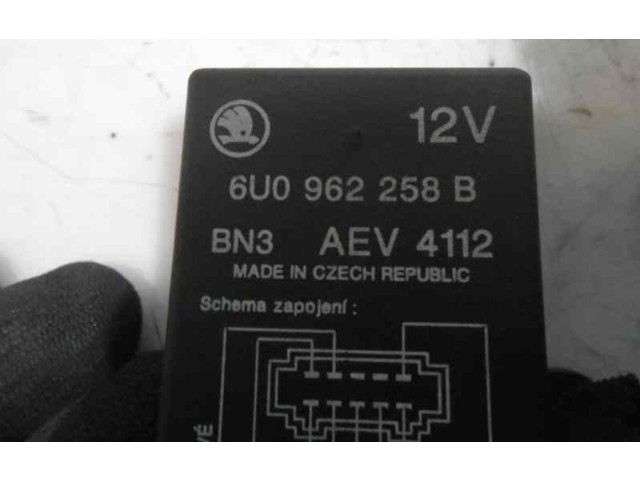 12V
6U0 962 258 B
BN3 AEV 4112
MADE IN CZECH REPUBLIC
Schema zapojení :